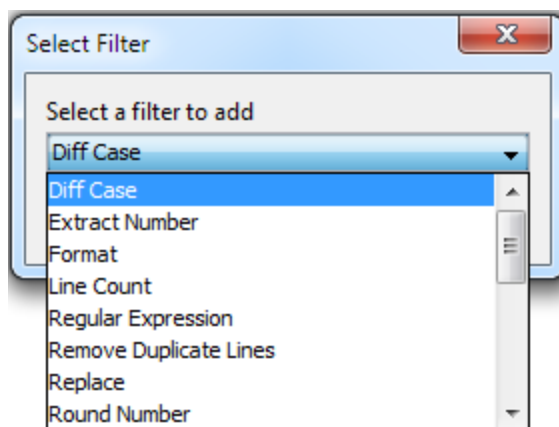 Select Filter
Select a filter to add
Diff Case
Diff Case
Extract Number
Format
Line Count
Regular Expression
Remove Duplicate Lines
Replace
Round Number